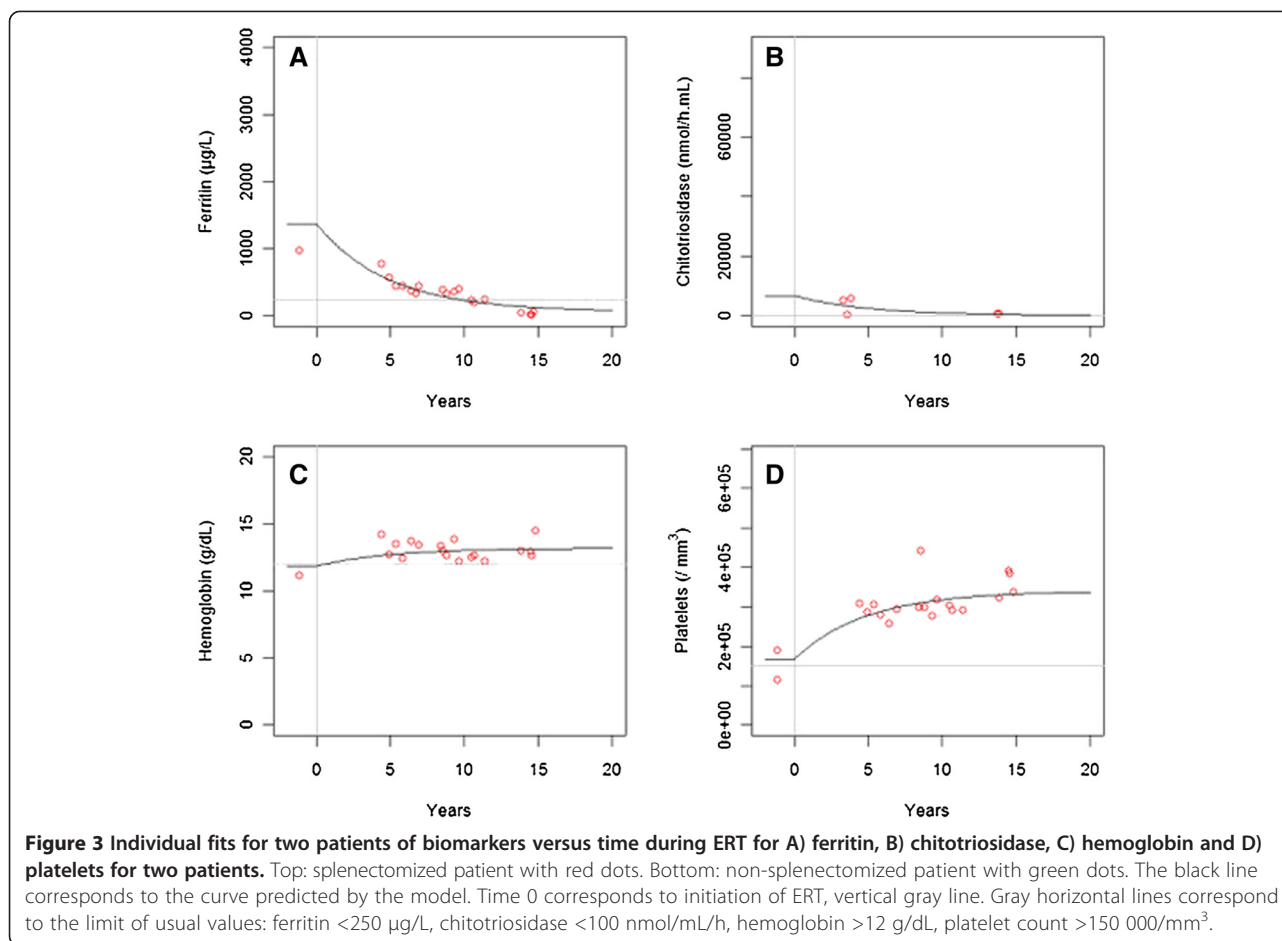 A
Ferritin (µg/L)
4000
3000
2000
1000
0
0 5 10 15 20
Years
B
Chitotriosidase (nmol/h.mL)
60000
20000
0
0 5 10 15 20
Years
C
Hemoglobin (g/dL)
20
15
10
5
0
0 5 10 15 20
Years
D
Platelets (/ mm³)
6e+05
4e+05
2e+05
0e+00
0 5 10 15 20
Years
Figure 3 Individual fits for two patients of biomarkers versus time during ERT for A) ferritin, B) chitotriosidase, C) hemoglobin and D)
platelets for two patients. Top: splenectomized patient with red dots. Bottom: non-splenectomized patient with green dots. The black line
corresponds to the curve predicted by the model. Time 0 corresponds to initiation of ERT, vertical gray line. Gray horizontal lines correspond
to the limit of usual values: ferritin <250 µg/L, chitotriosidase <100 nmol/mL/h, hemoglobin >12 g/dL, platelet count >150 000/mm³.